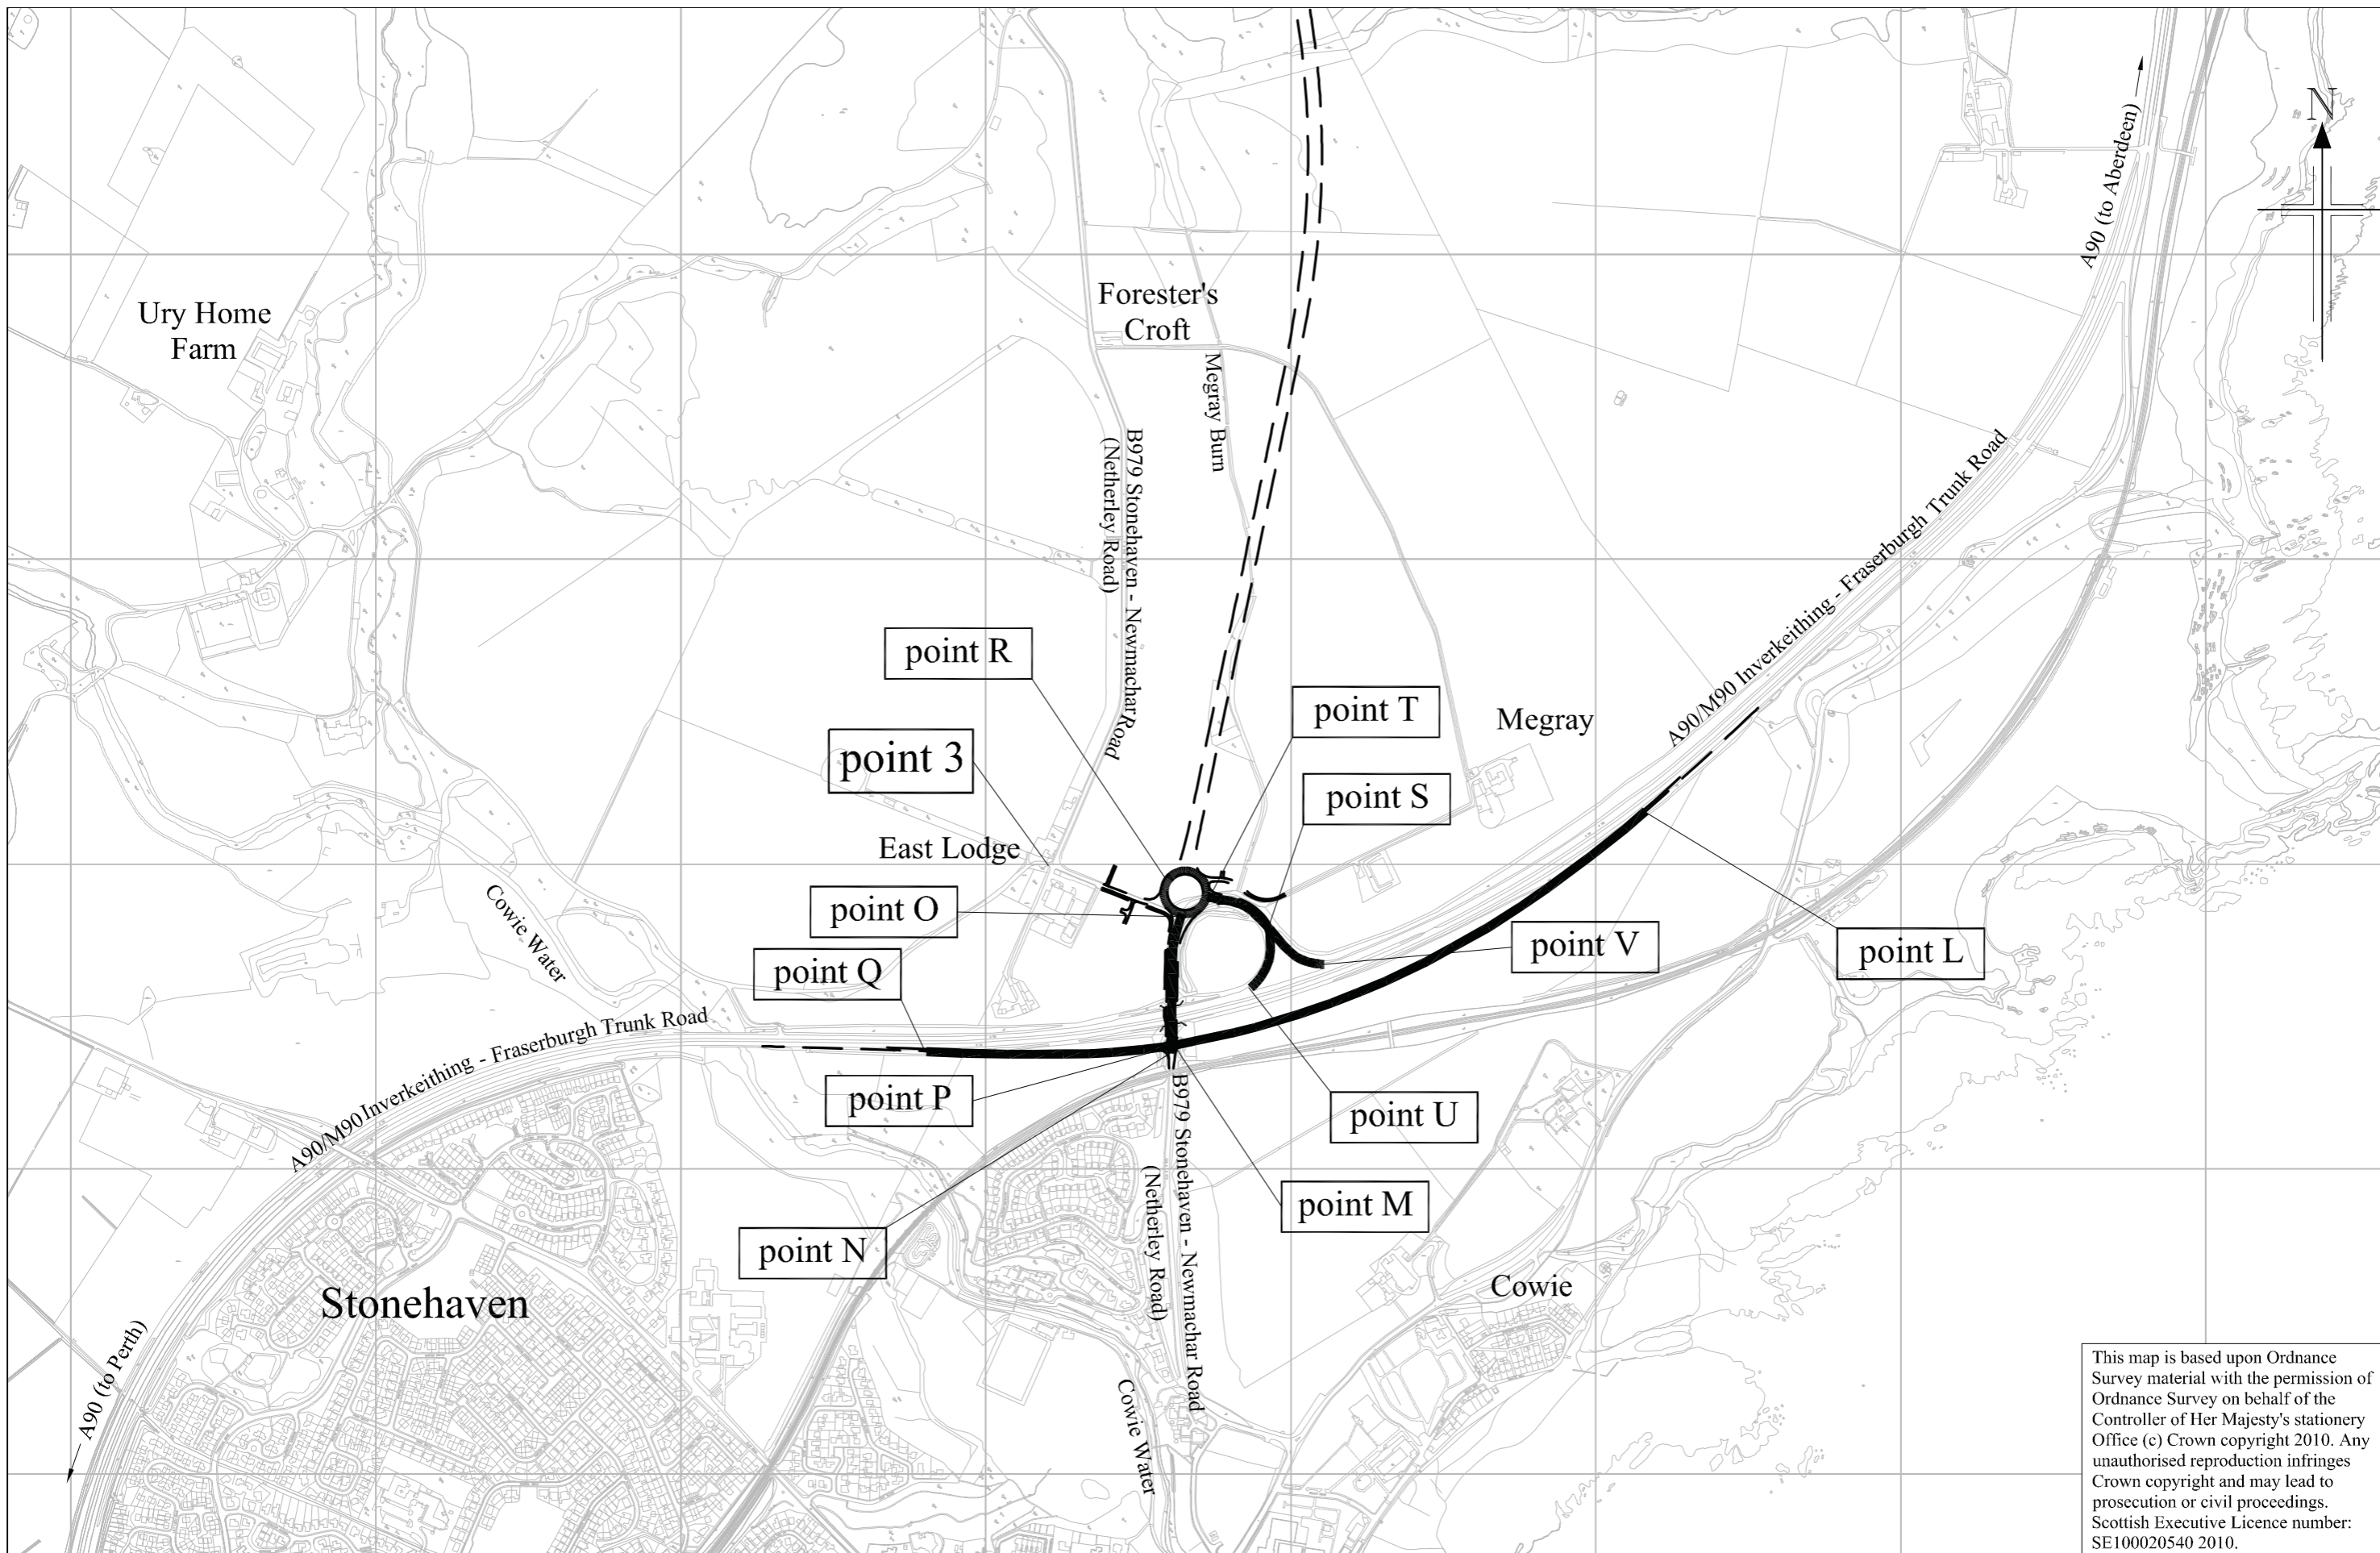 N
A90 (to Aberdeen)
Ury Home
Farm
Forester's
Croft
Megray Burn
B979 Stonehaven - Newmachar Road
(Netherley Road)
A90/M90 Inverkeithing - Fraserburgh Trunk Road
point R
point T
Megray
point 3
point S
East Lodge
point O
Cowie Water
point Q
point V
point L
A90/M90 Inverkeithing - Fraserburgh Trunk Road
point P
point U
B979 Stonehaven - Newmachar Road
(Netherley Road)
point M
point N
Stonehaven
Cowie
A90 (to Perth)
Cowie Water
This map is based upon Ordnance
Survey material with the permission of
Ordnance Survey on behalf of the
Controller of Her Majesty's stationery
Office (c) Crown copyright 2010. Any
unauthorised reproduction infringes
Crown copyright and may lead to
prosecution or civil proceedings.
Scottish Executive Licence number:
SE100020540 2010.